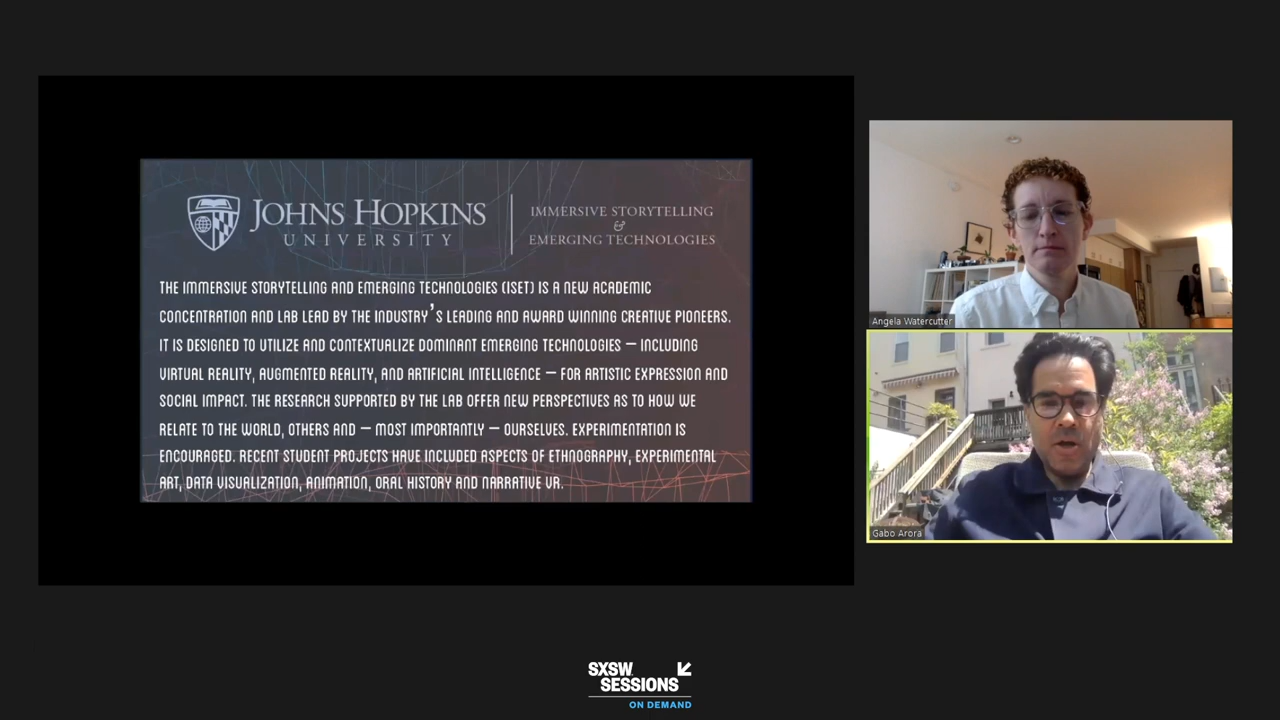 JOHNS HOPKINS
UNIVERSITY
IMMERSIVE STORYTELLING
&
EMERGING TECHNOLOGIES
THE IMMERSIVE STORYTELLING AND EMERGING TECHNOLOGIES (ISET) IS A NEW ACADEMIC
CONCENTRATION AND LAB LEAD BY THE INDUSTRY'S LEADING AND AWARD WINNING CREATIVE PIONEERS.
IT IS DESIGNED TO UTILIZE AND CONTEXTUALIZE DOMINANT EMERGING TECHNOLOGIES — INCLUDING
VIRTUAL REALITY, AUGMENTED REALITY, AND ARTIFICIAL INTELLIGENCE — FOR ARTISTIC EXPRESSION AND
SOCIAL IMPACT. THE RESEARCH SUPPORTED BY THE LAB OFFER NEW PERSPECTIVES AS TO HOW WE
RELATE TO THE WORLD, OTHERS AND — MOST IMPORTANTLY — OURSELVES. EXPERIMENTATION IS
ENCOURAGED. RECENT STUDENT PROJECTS HAVE INCLUDED ASPECTS OF ETHNOGRAPHY, EXPERIMENTAL
ART, DATA VISUALIZATION, ANIMATION, ORAL HISTORY AND NARRATIVE VR.
Angela Watercutter
Gabo Arora
SXSW
SESSIONS
ON DEMAND